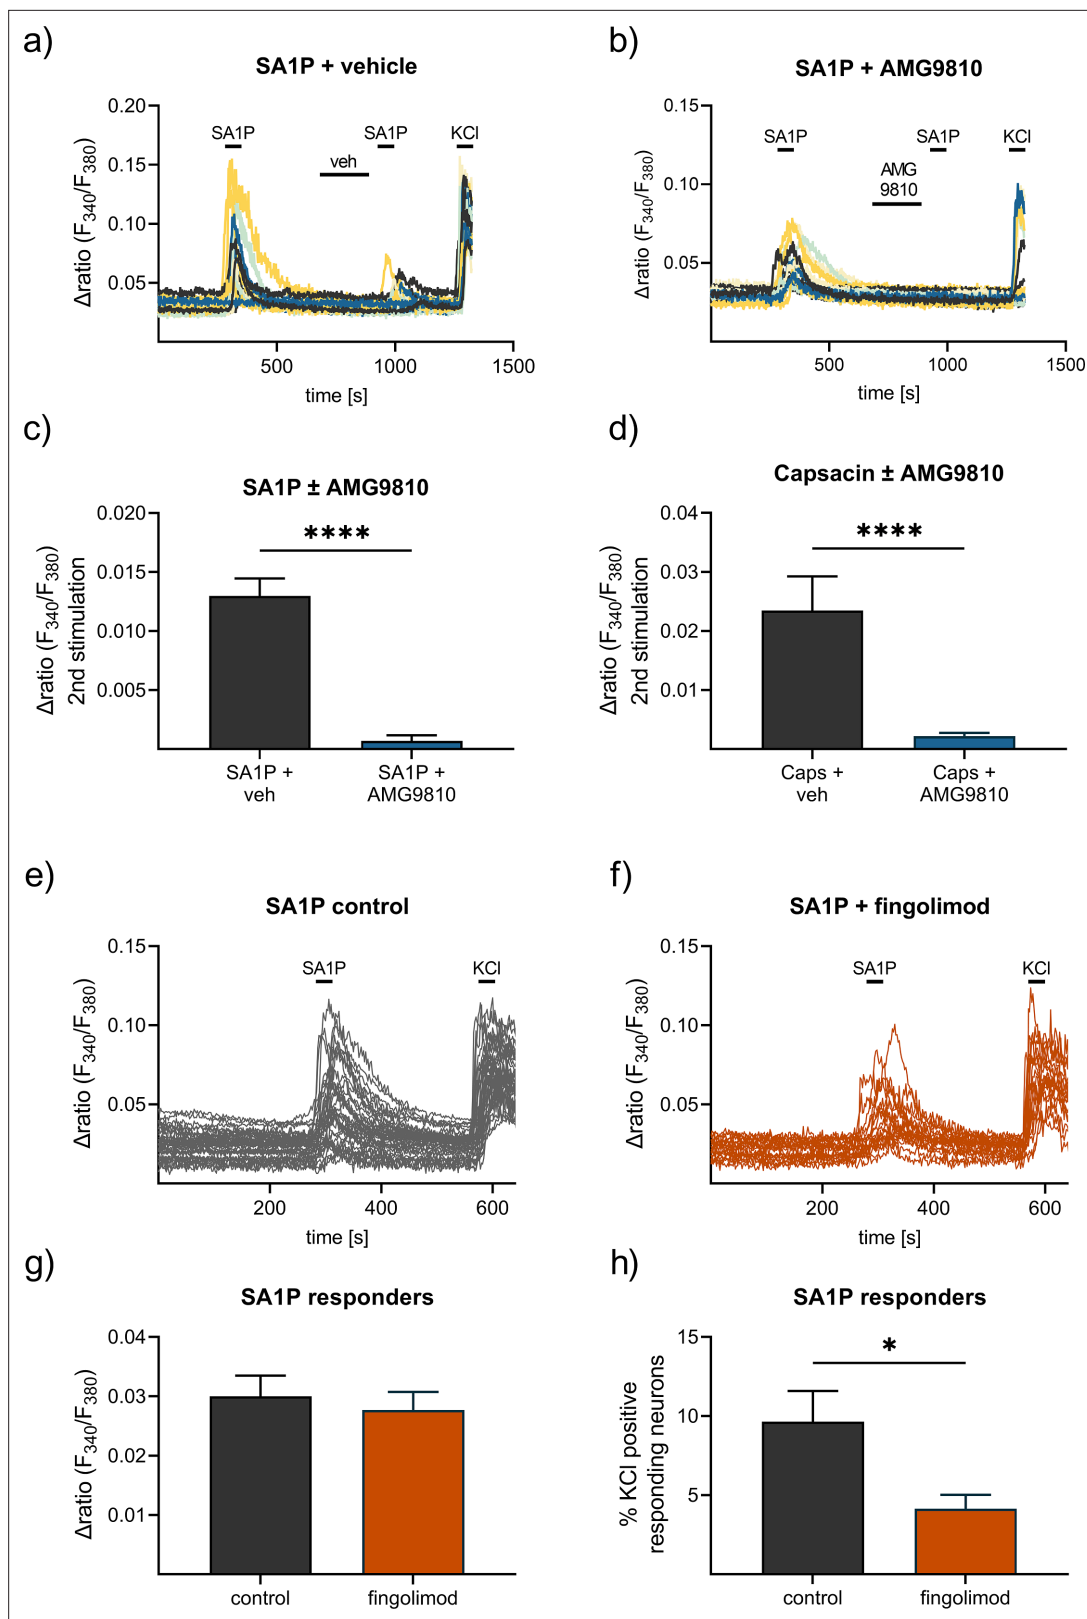 a)
SA1P + vehicle
Δratio (F340/F380)
0.20
0.15
0.10
0.05
SA1P
veh
SA1P
KCl
500
1000
1500
time [s]
b)
SA1P + AMG9810
Δratio (F340/F380)
0.15
0.10
0.05
SA1P
AMG
9810
SA1P
KCl
500
1000
1500
time [s]
c)
SA1P ± AMG9810
Δratio (F340/F380)
2nd stimulation
0.020
0.015
0.010
0.005
****
SA1P +
veh
SA1P +
AMG9810
d)
Capsacin ± AMG9810
Δratio (F340/F380)
2nd stimulation
0.04
0.03
0.02
0.01
****
Caps +
veh
Caps +
AMG9810
e)
SA1P control
Δratio (F340/F380)
0.15
0.10
0.05
SA1P
KCl
200
400
600
time [s]
f)
SA1P + fingolimod
Δratio (F340/F380)
0.15
0.10
0.05
SA1P
KCl
200
400
600
time [s]
g)
SA1P responders
Δratio (F340/F380)
0.04
0.03
0.02
0.01
control
fingolimod
h)
SA1P responders
% KCl positive
responding neurons
15
10
5
*
control
fingolimod